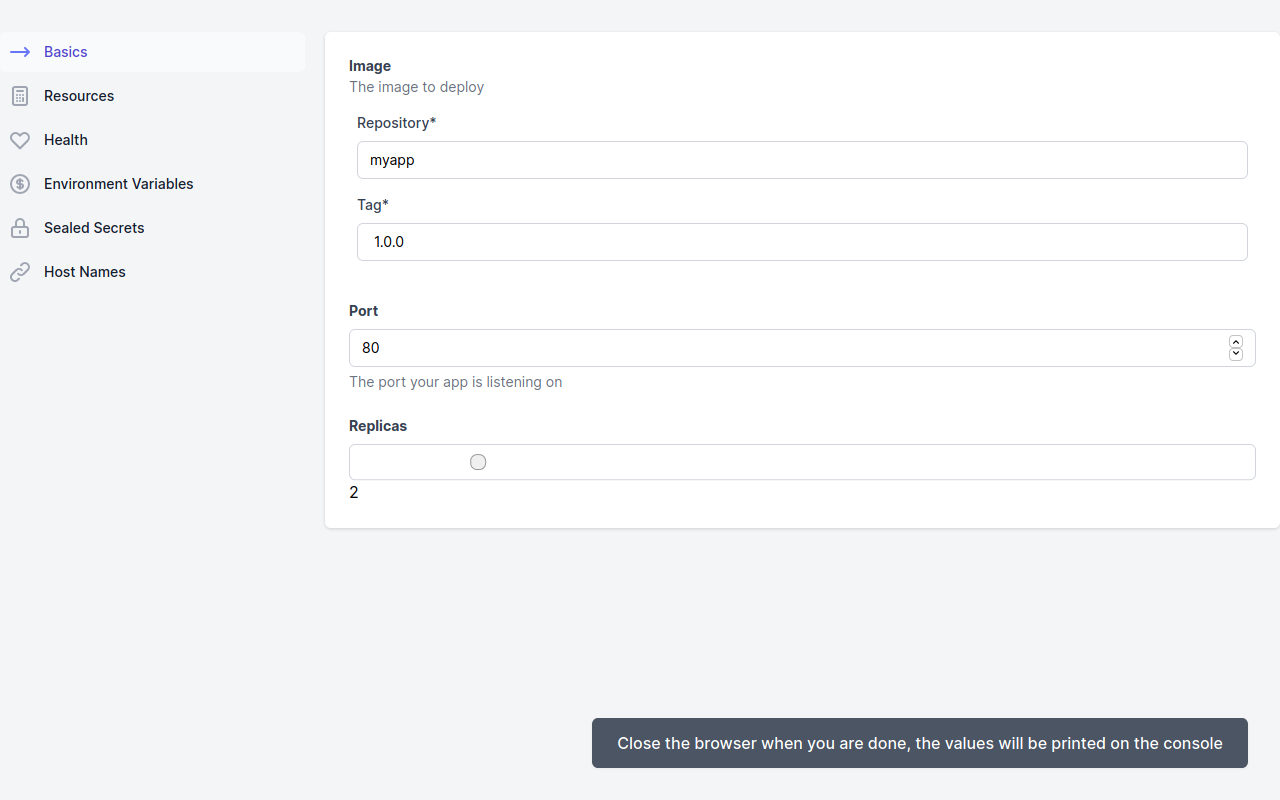 Basics
Resources
Health
Environment Variables
Sealed Secrets
Host Names
Image
The image to deploy
Repository*
myapp
Tag*
1.0.0
Port
80
The port your app is listening on
Replicas
2
Close the browser when you are done, the values will be printed on the console